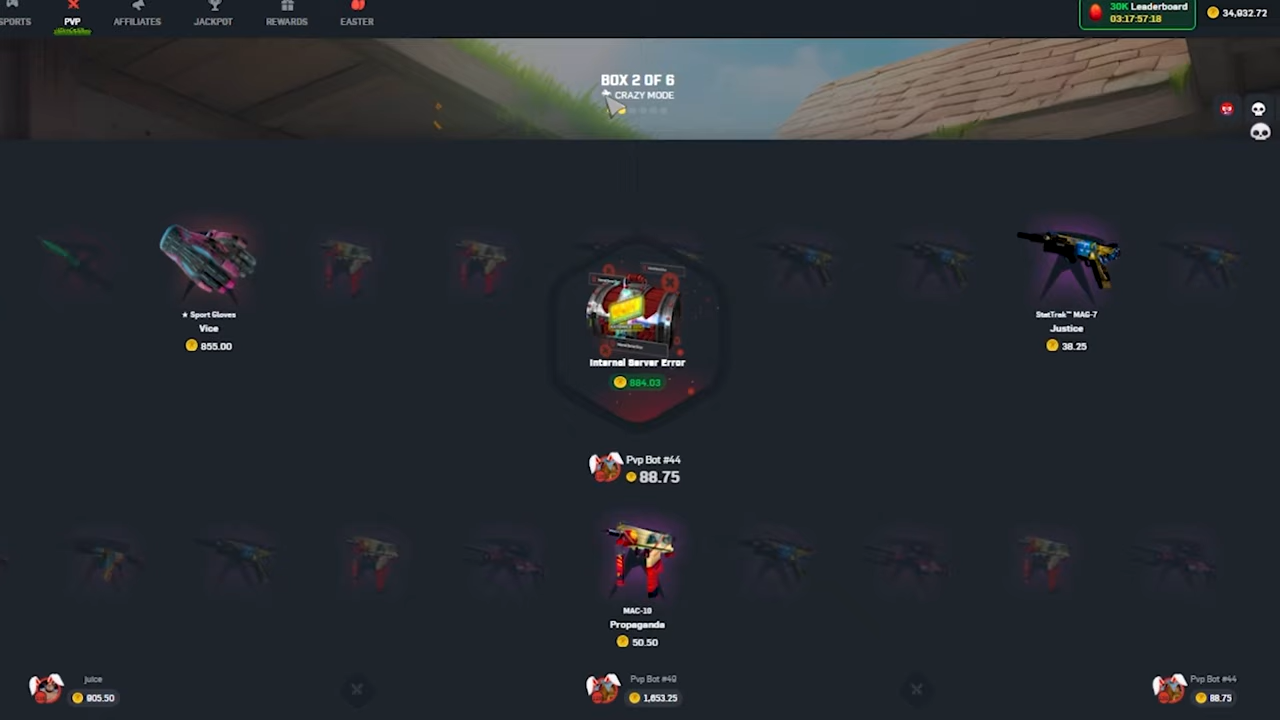 SPORTS
PVP
AFFILIATES
JACKPOT
REWARDS
EASTER
30K Leaderboard
03:17:57:18
34,932.72
BOX 2 OF 6
CRAZY MODE
★ Sport Gloves
Vice
855.00
Internal Server Error
884.03
StatTrak™ MAG-7
Justice
38.25
Pvp Bot #44
88.75
MAC-10
Propaganda
50.50
juice
905.50
Pvp Bot #49
1,653.25
Pvp Bot #44
88.75